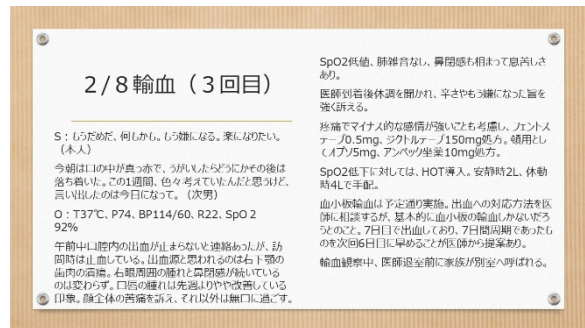 2/8輸血（3回目）
S：もうだめだ、何もかも。もう嫌になる。楽になりたい。
（本人）
今朝は口の中が真っ赤で、うがいしたらどうにかその後は
落ち着いた。この1週間、色々考えていたんだと思うけど、
言い出したのは今日になって。（次男）
O：T37℃、P74、BP114/60、R22、SpO2
92%
午前中口腔内の出血が止まらないと連絡あったが、訪
問時は止血している。出血源と思われるのは右下顎の
歯肉の潰瘍。右眼周囲の腫れと鼻閉感が続いている
のは変わらず。口唇の腫れは先週よりやや改善している
印象。顔全体の苦痛を訴え、それ以外は無口に過ごす。
SpO2低値、肺雑音なし、鼻閉感も相まって息苦しさ
あり。
医師到着後体調を聞かれ、辛さやもう嫌になった旨を
強く訴える。
疼痛でマイナス的な感情が強いことも考慮し、フェントス
テープ0.5mg、ジクトルテープ150mg処方。頓用とし
てオプソ5mg、アンペック坐薬10mg処方。
SpO2低下に対しては、HOT導入。安静時2L、休動
時4Lで手配。
血小板輸血は予定通り実施。出血への対応方法を医
師に相談するが、基本的に血小板の輸血しかないだろ
うとのこと。7日目で出血しており、7日間周期であったも
のを次回6日目に早めることが医師から提案あり。
輸血観察中、医師退室前に家族が別室へ呼ばれる。